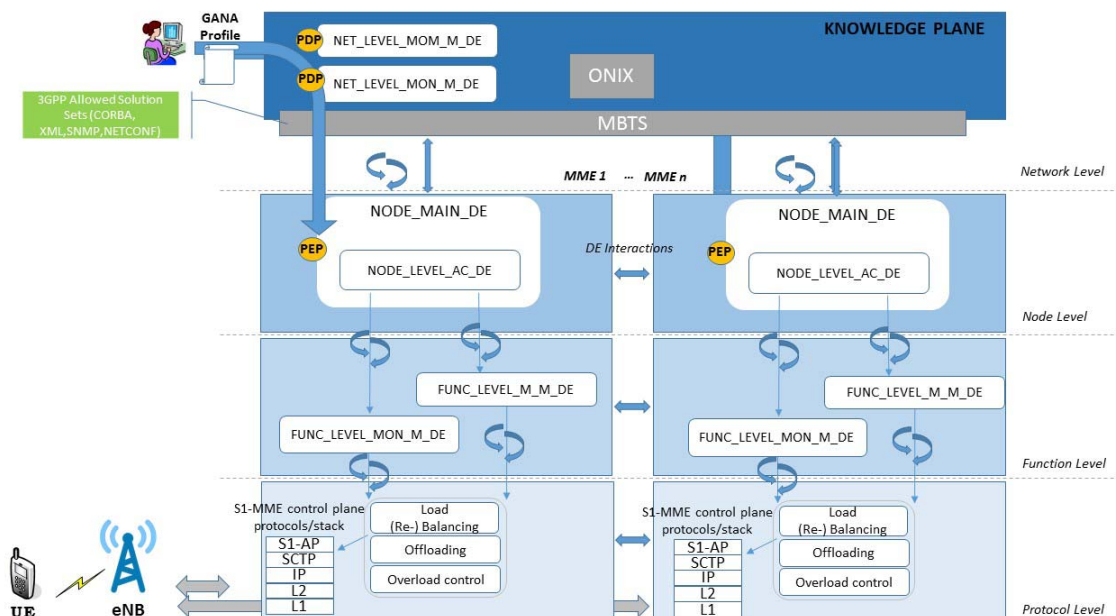 GANA
Profile
KNOWLEDGE PLANE
PDP
NET_LEVEL_MOM_M_DE
PDP
NET_LEVEL_MON_M_DE
ONIX
3GPP Allowed Solution
Sets (CORBA,
XML,SNMP,NETCONF)
MBTS
MME 1 ... MME n
Network Level
NODE_MAIN_DE
NODE_MAIN_DE
PEP
DE Interactions
PEP
NODE_LEVEL_AC_DE
NODE_LEVEL_AC_DE
Node Level
FUNC_LEVEL_M_M_DE
FUNC_LEVEL_M_M_DE
FUNC_LEVEL_MON_M_DE
FUNC_LEVEL_MON_M_DE
Function Level
S1-MME control plane
protocols/stack
Load
(Re-) Balancing
S1-AP
SCTP
IP
L2
L1
Offloading
Overload control
S1-MME control plane
protocols/stack
Load
(Re-) Balancing
S1-AP
SCTP
IP
L2
L1
Offloading
Overload control
UE
eNB
Protocol Level